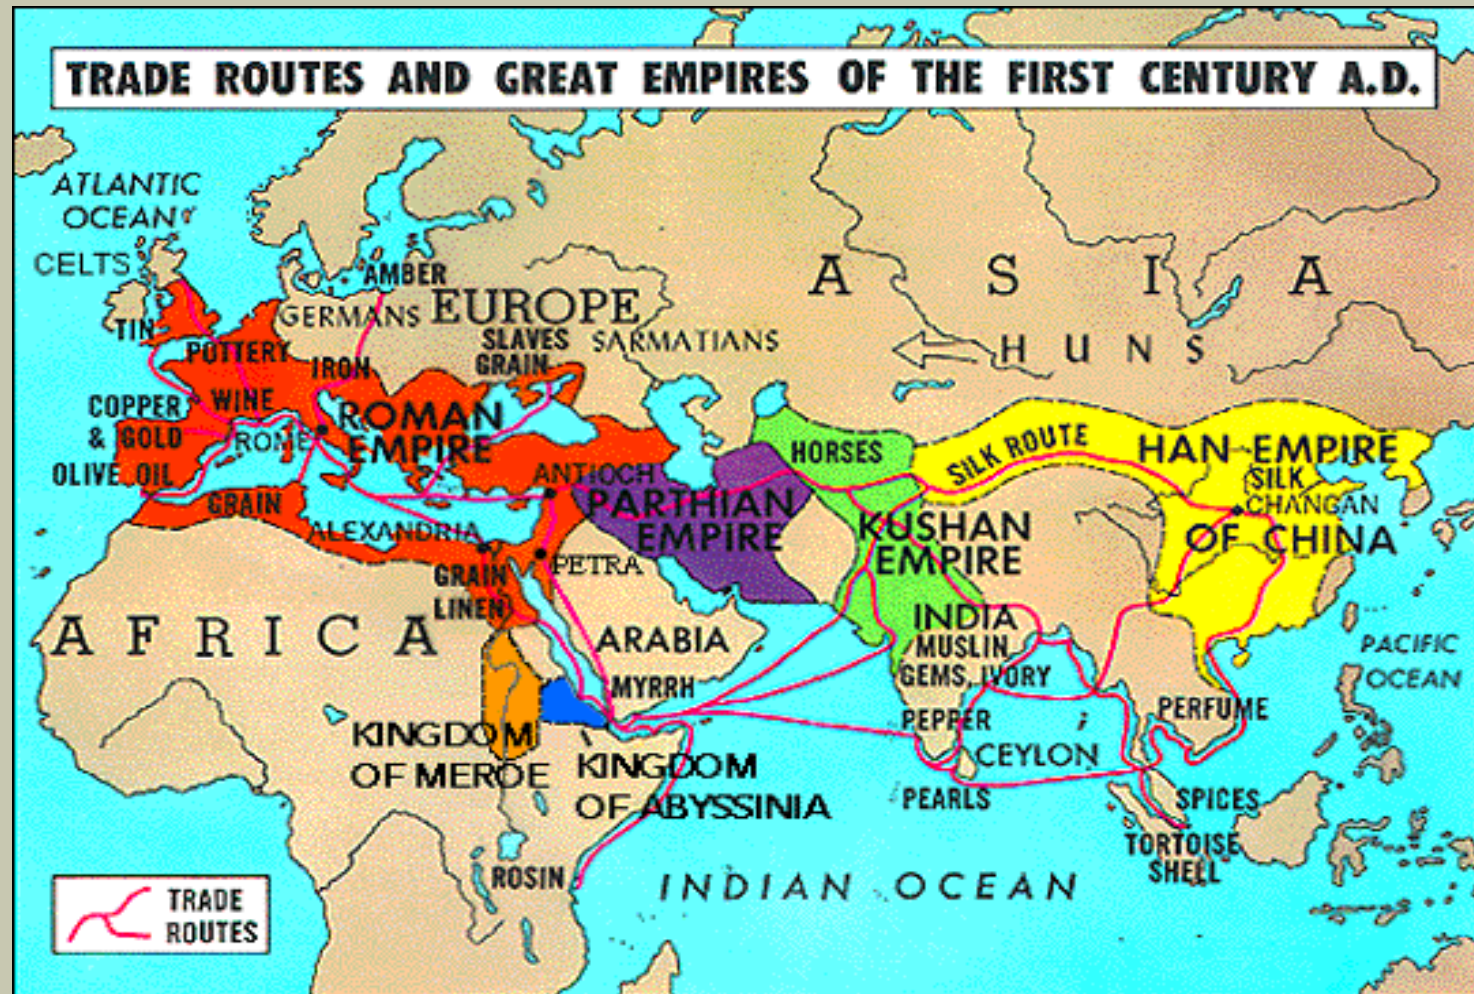 TRADE ROUTES AND GREAT EMPIRES OF THE FIRST CENTURY A.D.
ATLANTIC
OCEAN
CELTS
AMBER
GERMANS
EUROPE
SLAVES
GRAIN
SARMATIANS
ASIA
HUNS
TIN
POTTERY
IRON
WINE
COPPER
& GOLD
OLIVE OIL
ROME
ROMAN
EMPIRE
GRAIN
ANTIOCH
ALEXANDRIA
PETRA
GRAIN
LINEN
PARTHIAN
EMPIRE
HORSES
KUSHAN
EMPIRE
SILK ROUTE
HAN EMPIRE
SILK
CHANGAN
OF CHINA
AFRICA
ARABIA
MYRRH
INDIA
MUSLIN
GEMS, IVORY
PEPPER
CEYLON
PEARLS
PERFUME
PACIFIC
OCEAN
KINGDOM
OF MEROE
KINGDOM
OF ABYSSINIA
SPICES
TORTOISE
SHELL
ROSIN
INDIAN OCEAN
TRADE
ROUTES